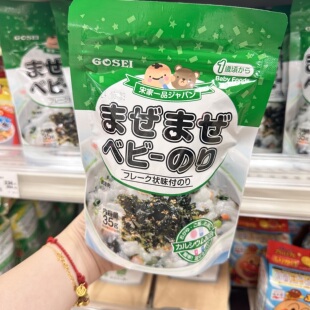 GOSEI
1歳頃から
Baby Foods
宋家一品ジャパン
まぜまぜ
ベビーのり
フレーク状味付のり
35g
カルシウム